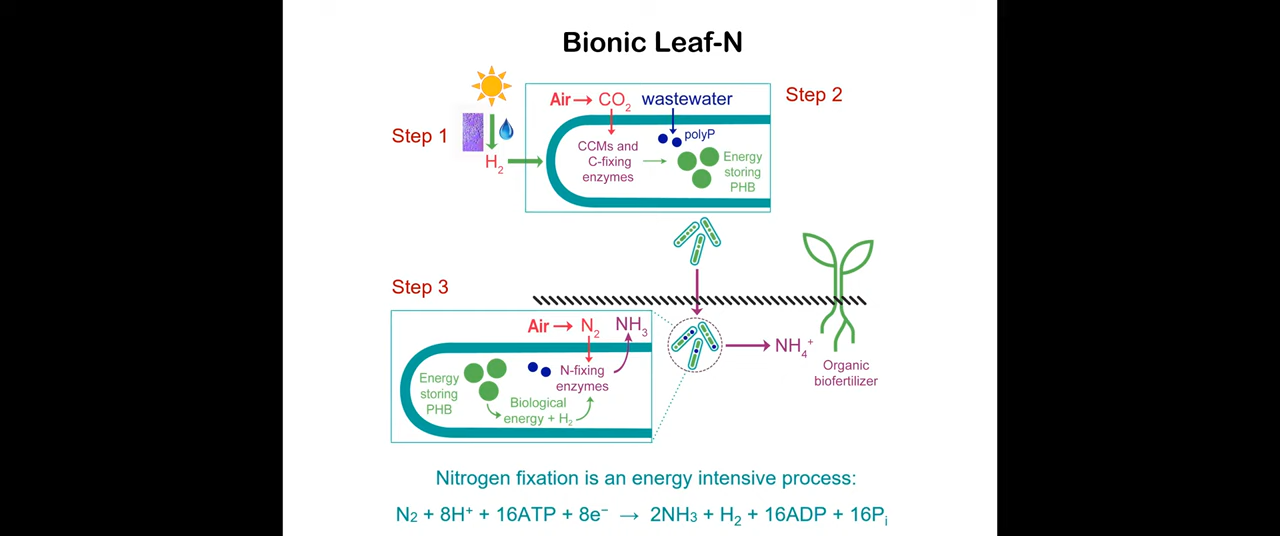 Bionic Leaf-N
Step 1
H₂
Step 2
Air → CO₂ wastewater
polyP
CCMs and
C-fixing
enzymes
Energy
storing
PHB
Step 3
Air → N₂ NH₃
N-fixing
enzymes
Energy
storing
PHB
Biological
energy + H₂
NH₄⁺
Organic
biofertilizer
Nitrogen fixation is an energy intensive process:
N₂ + 8H⁺ + 16ATP + 8e⁻ → 2NH₃ + H₂ + 16ADP + 16Pᵢ